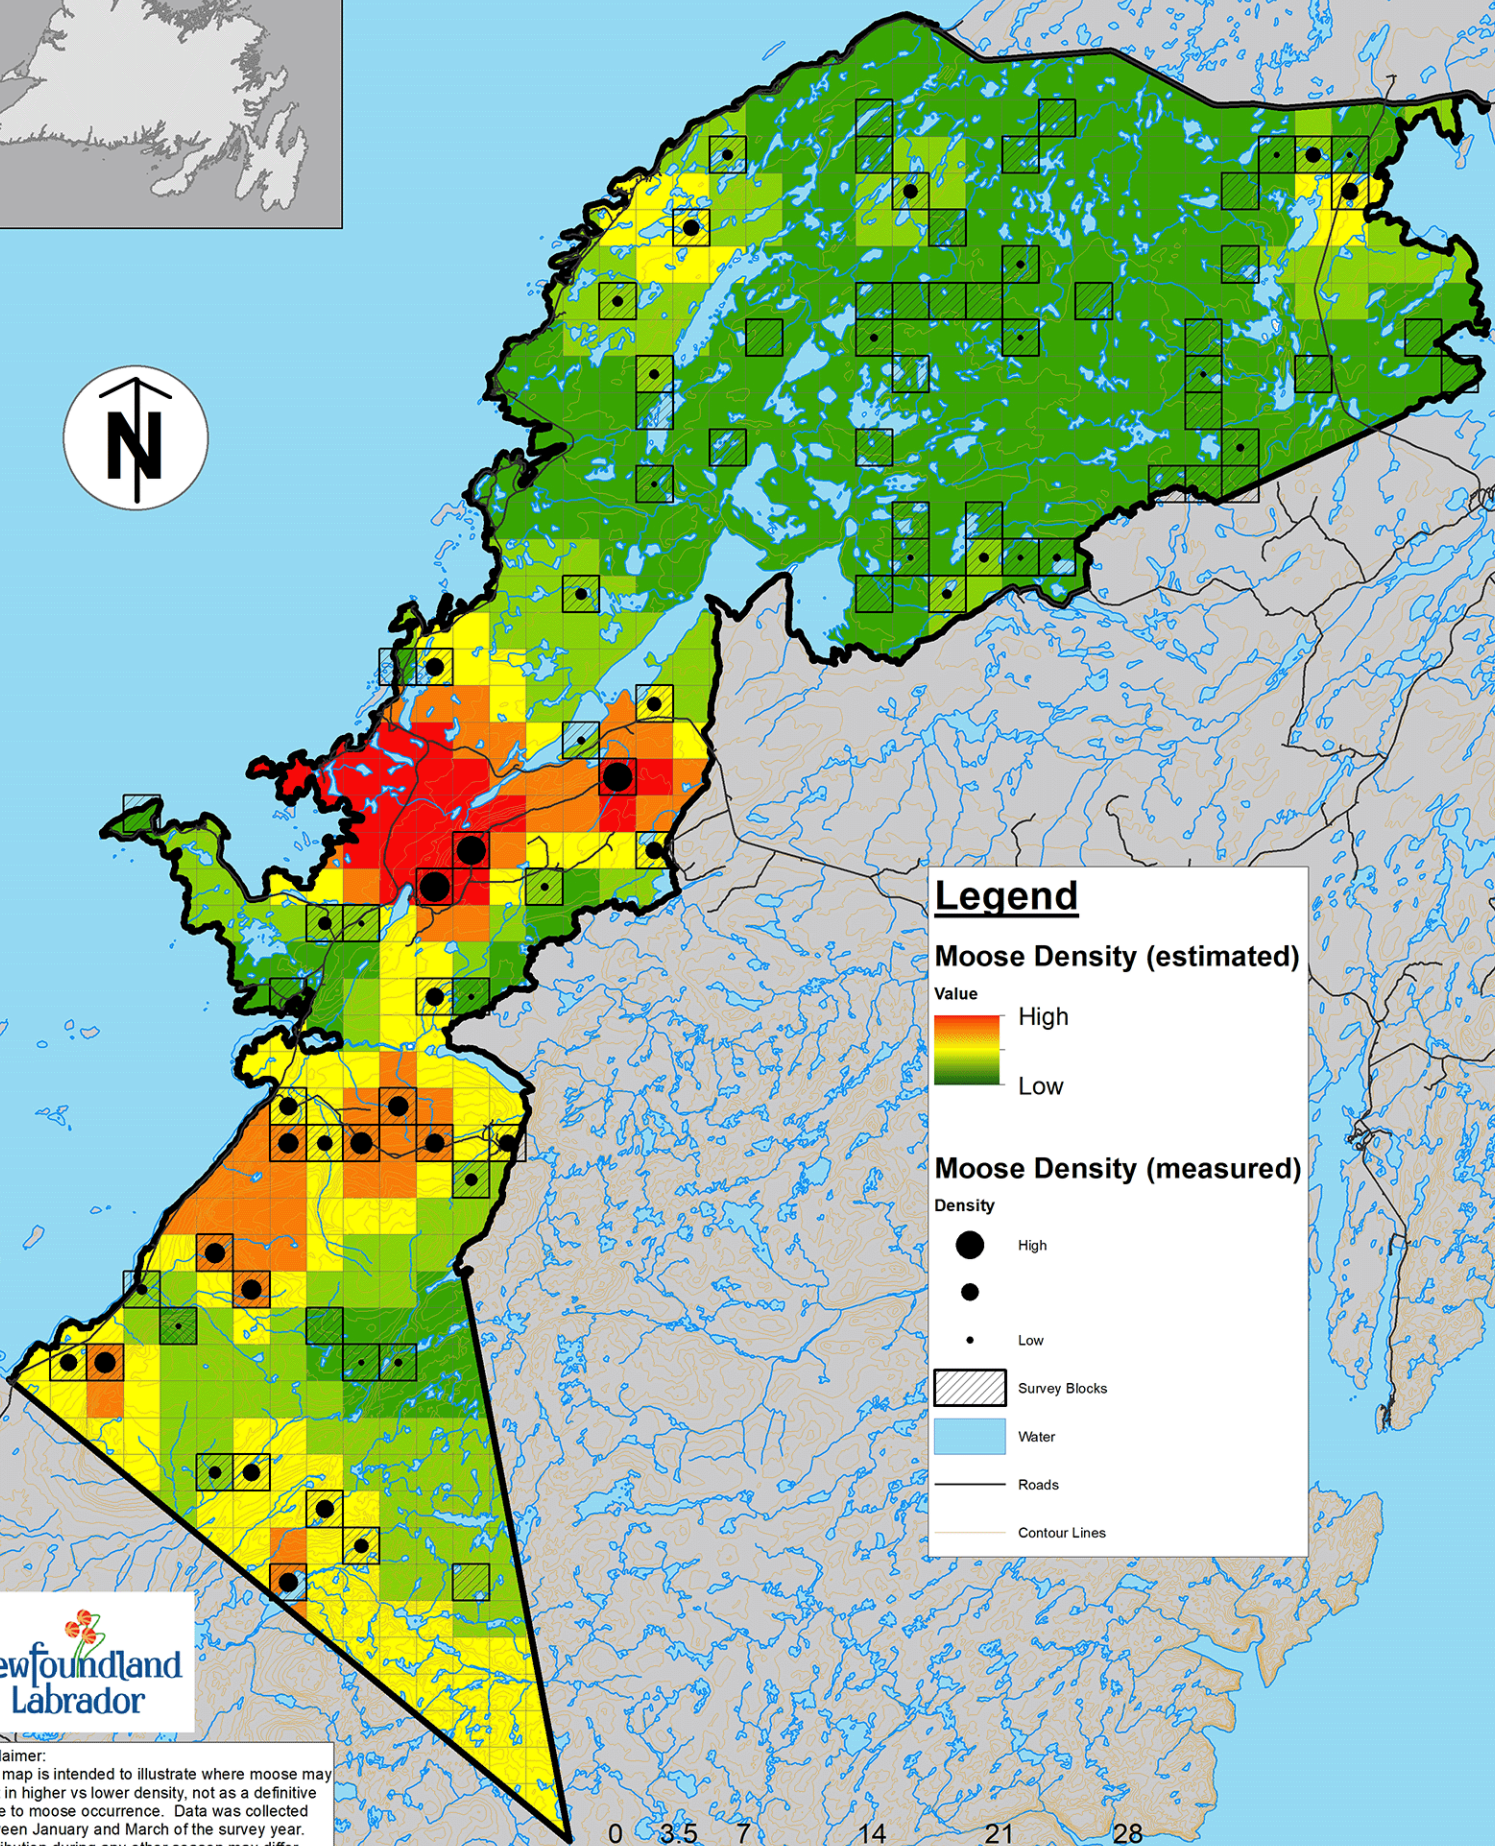 N
Legend
Moose Density (estimated)
Value
High
Low
Moose Density (measured)
Density
High
Low
Survey Blocks
Water
Roads
Contour Lines
ewfoundland
Labrador
laimer:
map is intended to illustrate where moose may
in higher vs lower density, not as a definitive
e to moose occurrence. Data was collected
een January and March of the survey year.
0 3.5 7 14 21 28